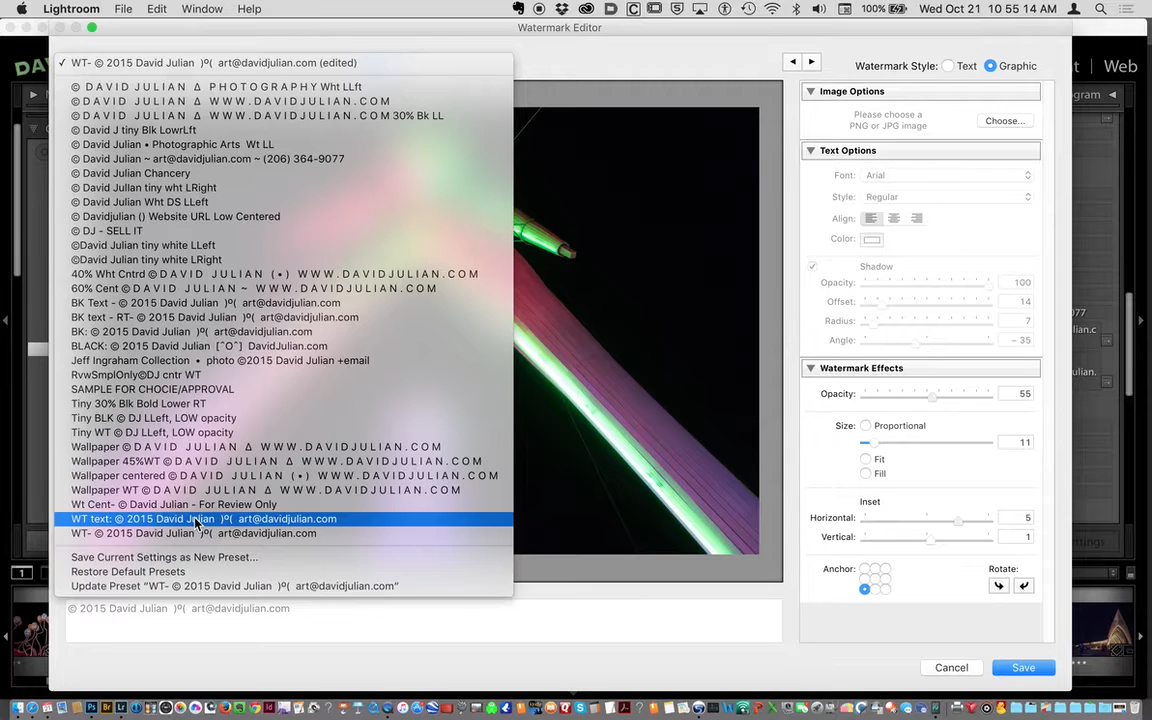 Lightroom File Edit Window Help 100% Wed Oct 21 10 55 14 AM
Watermark Editor
✓ WT- © 2015 David Julian )º( art@davidjulian.com (edited)
© D A V I D J U L I A N ∆ P H O T O G R A P H Y Wht LLft
© D A V I D J U L I A N ∆ W W W . D A V I D J U L I A N . C O M
© D A V I D J U L I A N ∆ W W W . D A V I D J U L I A N . C O M 30% Bk LL
© David J tiny Blk LowrLft
© David Julian • Photographic Arts Wt LL
© David Julian ~ art@davidjulian.com ~ (206) 364-9077
© David Julian Chancery
© David JulIan tiny wht LRight
© David Julian Wht DS LLeft
© Davidjulian () Website URL Low Centered
© DJ - SELL IT
©David Julian tiny white LLeft
©David Julian tiny white LRight
40% Wht Cntrd © D A V I D J U L I A N ( • ) W W W . D A V I D J U L I A N . C O M
60% Cent © D A V I D J U L I A N ~ W W W . D A V I D J U L I A N . C O M
BK Text - © 2015 David Julian )º( art@davidjulian.com
BK text - RT- © 2015 David Julian )º( art@davidjulian.com
BK: © 2015 David Julian )º( art@davidjulian.com
BLACK: © 2015 David Julian [ˆOˆ] DavidJulian.com
Jeff Ingraham Collection • photo ©2015 David Julian +email
RvwSmplOnly©DJ cntr WT
SAMPLE FOR CHOCIE/APPROVAL
Tiny 30% Blk Bold Lower RT
Tiny BLK © DJ LLeft, LOW opacity
Tiny WT © DJ LLeft, LOW opacity
Wallpaper © D A V I D J U L I A N ∆ W W W . D A V I D J U L I A N . C O M
Wallpaper 45%WT © D A V I D J U L I A N ∆ W W W . D A V I D J U L I A N . C O M
Wallpaper centered © D A V I D J U L I A N ( • ) W W W . D A V I D J U L I A N . C O M
Wallpaper WT © D A V I D J U L I A N ∆ W W W . D A V I D J U L I A N . C O M
Wt Cent- © David Julian - For Review Only
WT text: © 2015 David Julian )º( art@davidjulian.com
WT- © 2015 David Julian )º( art@davidjulian.com
Save Current Settings as New Preset...
Restore Default Presets
Update Preset “WT- © 2015 David Julian )º( art@davidjulian.com”
© 2015 David Julian )º( art@davidjulian.com
Watermark Style: Text Graphic
Image Options
Please choose a
PNG or JPG image
Choose...
Text Options
Font: Arial
Style: Regular
Align:
Color:
Shadow
Opacity: 100
Offset: 14
Radius: 7
Angle: - 35
Watermark Effects
Opacity: 55
Size: Proportional
11
Fit
Fill
Inset
Horizontal: 5
Vertical: 1
Anchor: Rotate:
Cancel Save
Web
1